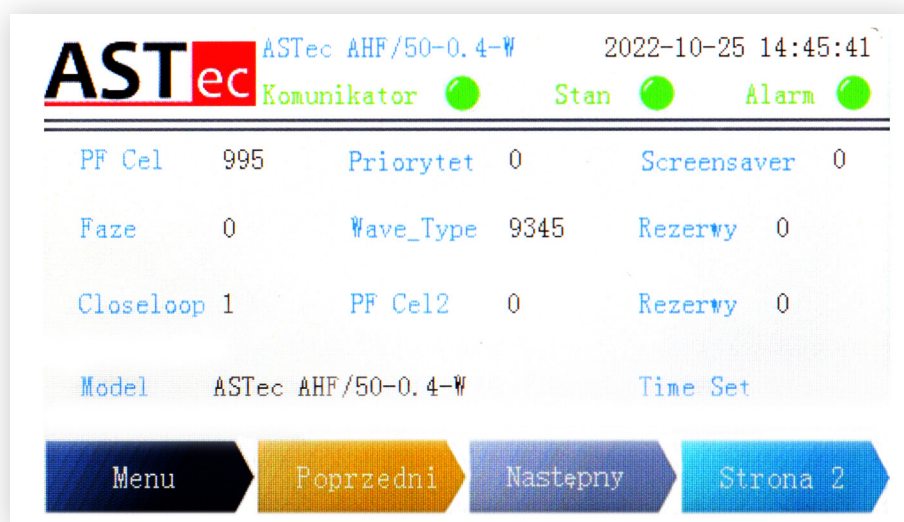 ASTec ASTec AHF/50-0.4-W 2022-10-25 14:45:41
Komunikator Stan Alarm
PF Cel 995 Priorytet 0 Screensaver 0
Faze 0 Wave_Type 9345 Rezerwy 0
Closeloop 1 PF Cel2 0 Rezerwy 0
Model ASTec AHF/50-0.4-W Time Set
Menu Poprzedni Następny Strona 2